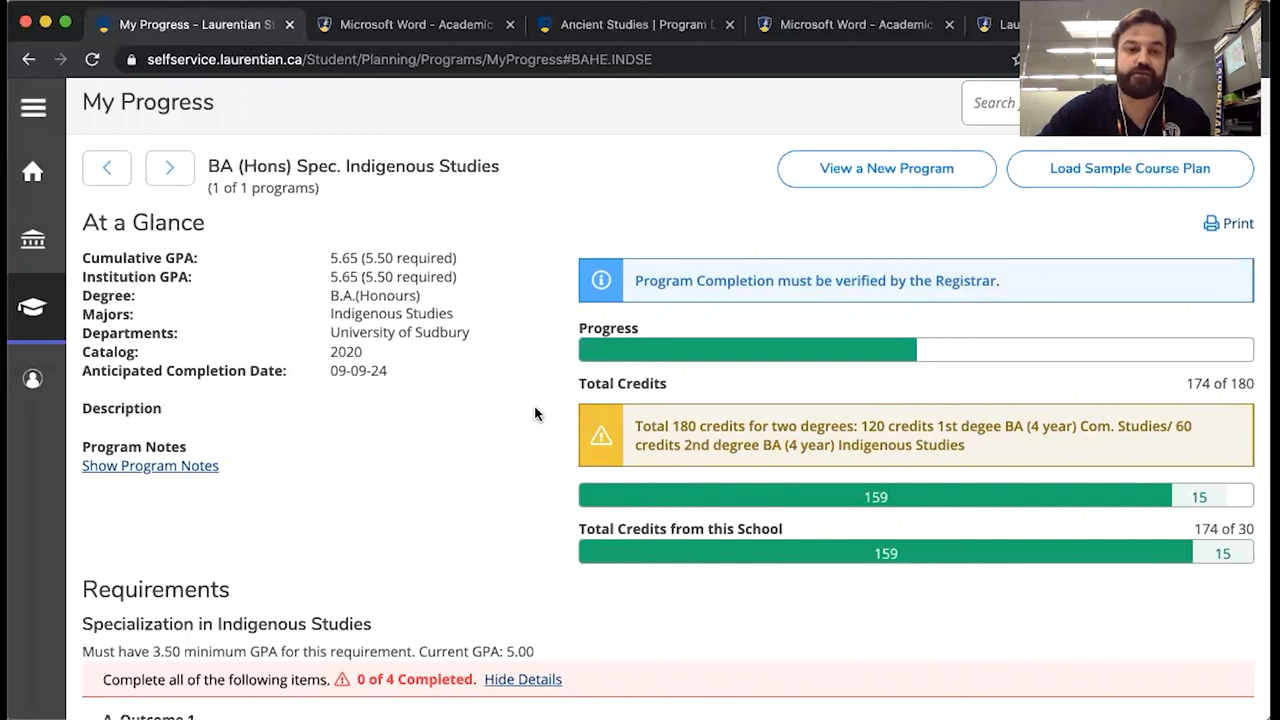 My Progress - Laurentian S
Microsoft Word - Academic
Ancient Studies | Program D
Microsoft Word - Academic
Lau
selfservice.laurentian.ca/Student/Planning/Programs/MyProgress#BAHE.INDSE
My Progress
Search
BA (Hons) Spec. Indigenous Studies
(1 of 1 programs)
View a New Program
Load Sample Course Plan
At a Glance
Print
Cumulative GPA: 5.65 (5.50 required)
Institution GPA: 5.65 (5.50 required)
Degree: B.A.(Honours)
Majors: Indigenous Studies
Departments: University of Sudbury
Catalog: 2020
Anticipated Completion Date: 09-09-24
Description
Program Notes
Show Program Notes
Program Completion must be verified by the Registrar.
Progress
Total Credits 174 of 180
Total 180 credits for two degrees: 120 credits 1st degee BA (4 year) Com. Studies/ 60
credits 2nd degree BA (4 year) Indigenous Studies
159 15
Total Credits from this School 174 of 30
159 15
Requirements
Specialization in Indigenous Studies
Must have 3.50 minimum GPA for this requirement. Current GPA: 5.00
Complete all of the following items. 0 of 4 Completed. Hide Details
A. Outcome 1